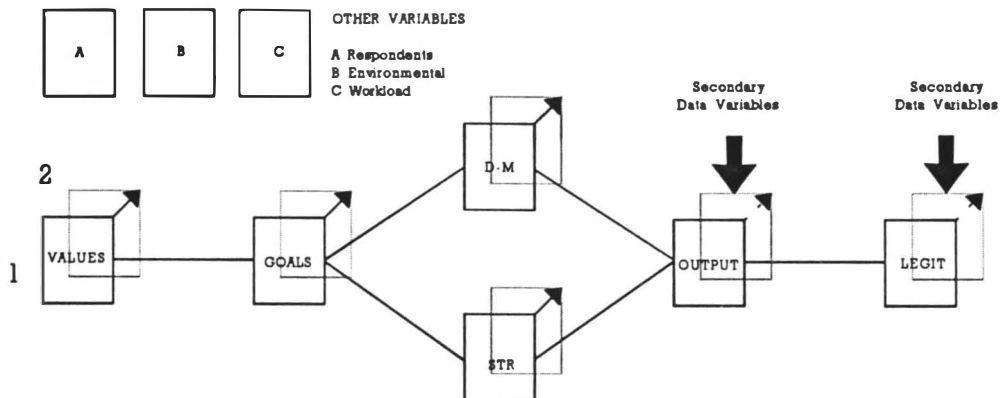 OTHER VARIABLES
A
B
C
A Respondents
B Environmental
C Workload
Secondary
Data Variables
Secondary
Data Variables
D-M
2
VALUES
GOALS
OUTPUT
LEGIT
1
STR